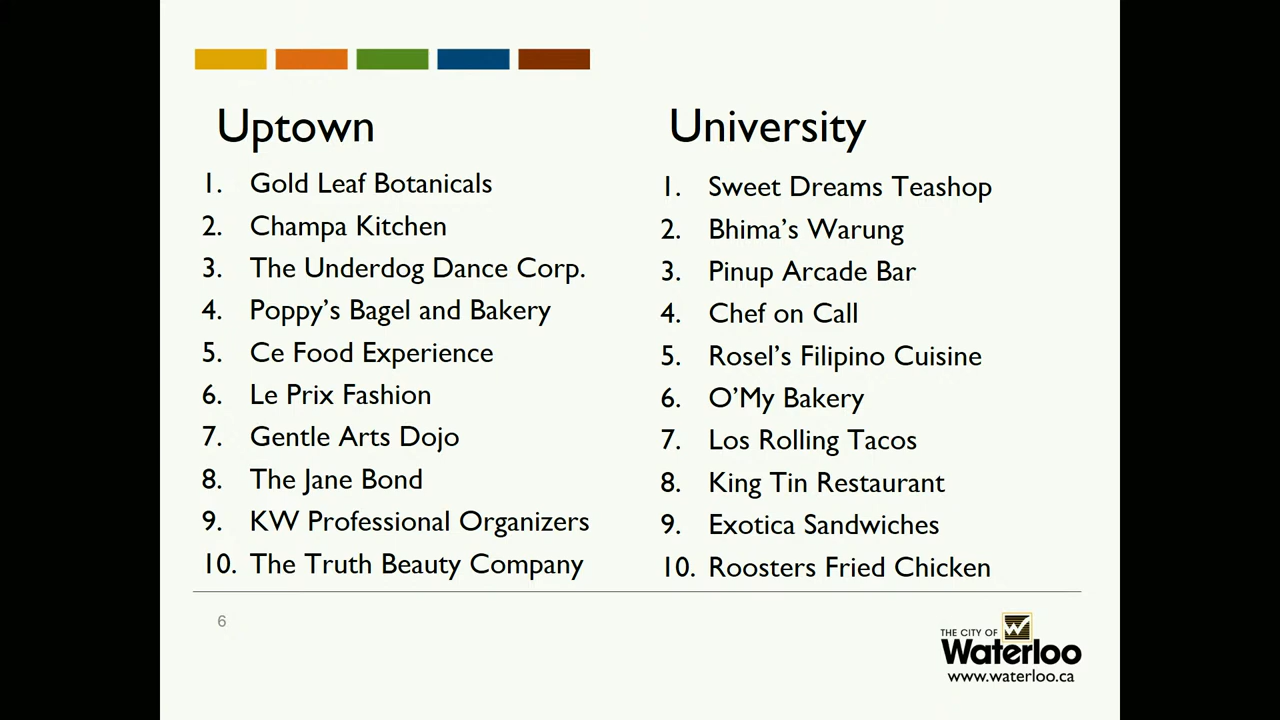 Uptown
1. Gold Leaf Botanicals
2. Champa Kitchen
3. The Underdog Dance Corp.
4. Poppy’s Bagel and Bakery
5. Ce Food Experience
6. Le Prix Fashion
7. Gentle Arts Dojo
8. The Jane Bond
9. KW Professional Organizers
10. The Truth Beauty Company
University
1. Sweet Dreams Teashop
2. Bhima’s Warung
3. Pinup Arcade Bar
4. Chef on Call
5. Rosel’s Filipino Cuisine
6. O’My Bakery
7. Los Rolling Tacos
8. King Tin Restaurant
9. Exotica Sandwiches
10. Roosters Fried Chicken
6
THE CITY OF
Waterloo
www.waterloo.ca